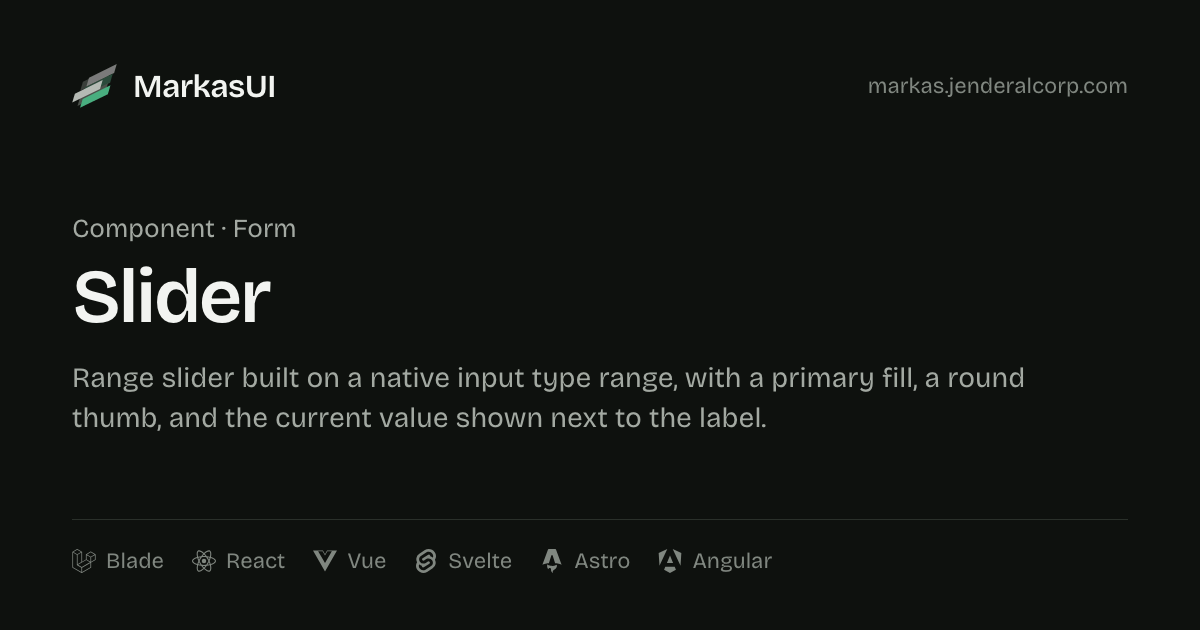 MarkasUI
markas.jenderalcorp.com
Component · Form
Slider
Range slider built on a native input type range, with a primary fill, a round
thumb, and the current value shown next to the label.
Blade React Vue Svelte Astro Angular